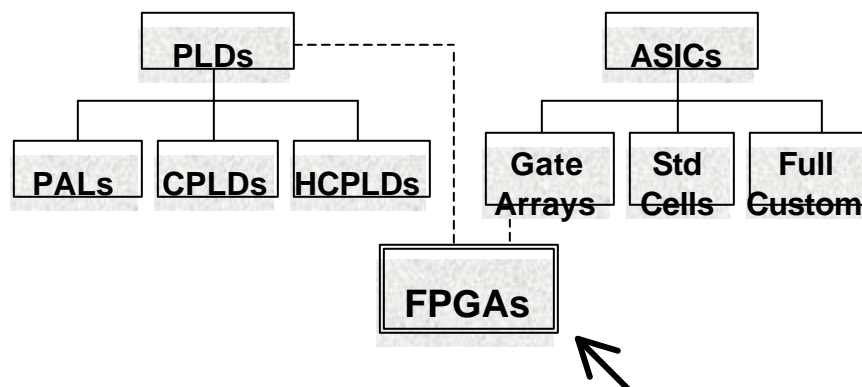 PLDs
ASICs
PALs
CPLDs
HCPLDs
Gate
Arrays
Std
Cells
Full
Custom
FPGAs